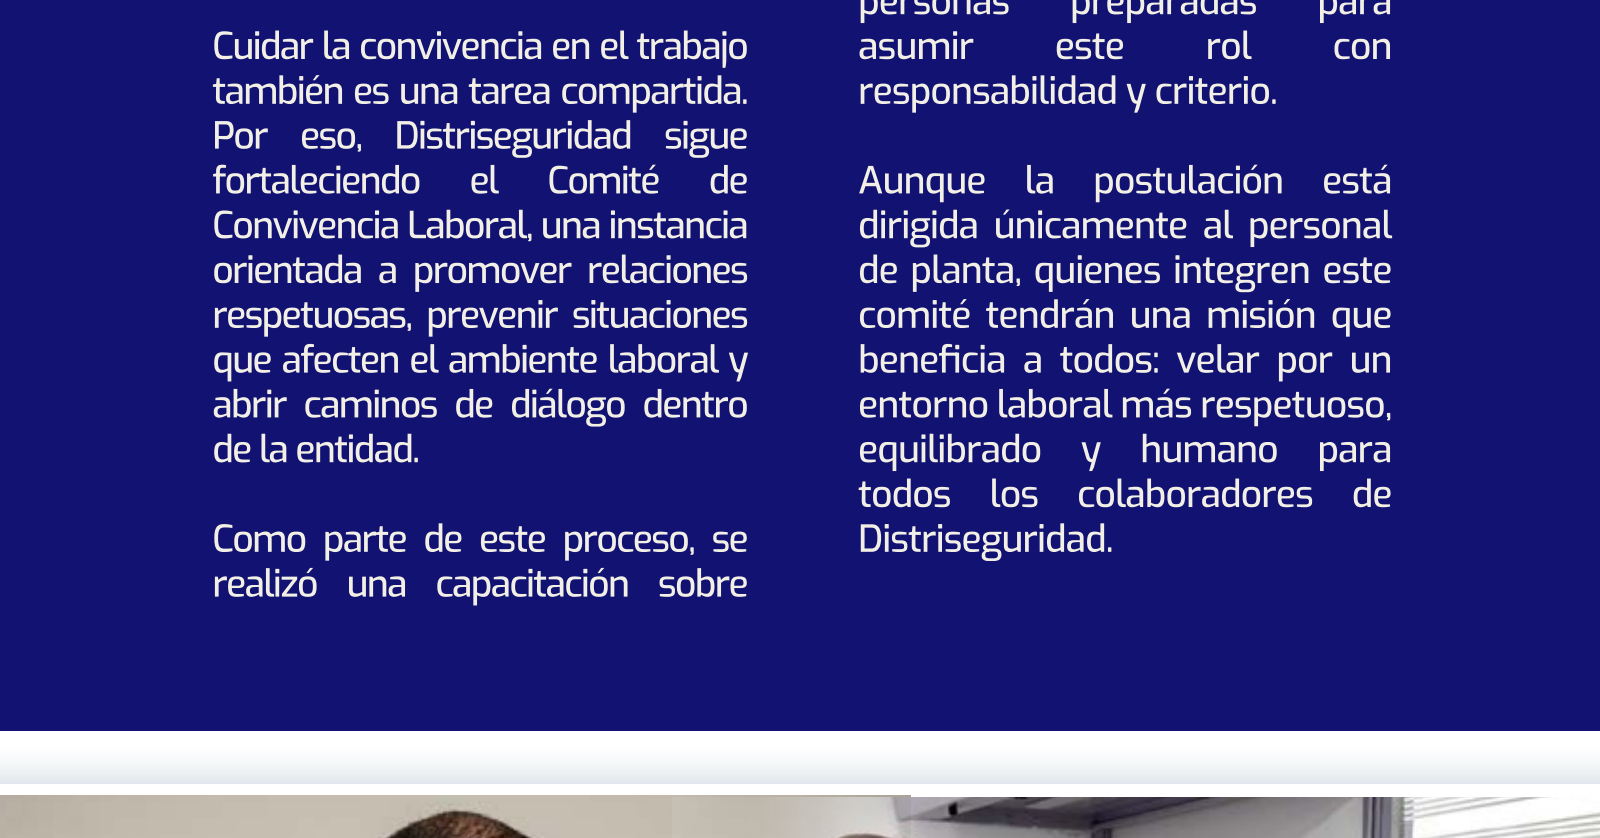 Cuidar la convivencia en el trabajo
también es una tarea compartida.
Por eso, Distriseguridad sigue
fortaleciendo el Comité de
Convivencia Laboral, una instancia
orientada a promover relaciones
respetuosas, prevenir situaciones
que afecten el ambiente laboral y
abrir caminos de diálogo dentro
de la entidad.
Como parte de este proceso, se
realizó una capacitación sobre
personas preparadas para
asumir este rol con
responsabilidad y criterio.
Aunque la postulación está
dirigida únicamente al personal
de planta, quienes integren este
comité tendrán una misión que
beneficia a todos: velar por un
entorno laboral más respetuoso,
equilibrado y humano para
todos los colaboradores de
Distriseguridad.